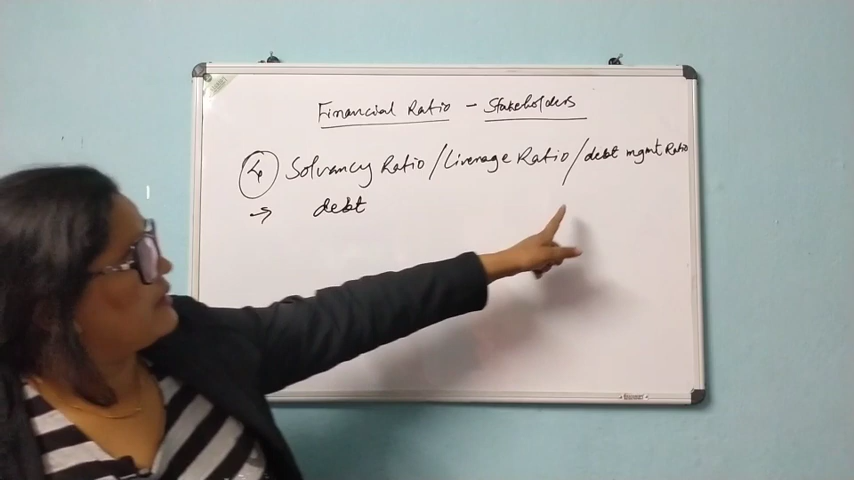 Financial Ratio - Stakeholders
4 Solvancy Ratio / Liverage Ratio / debt mgmt Ratio
→ debt